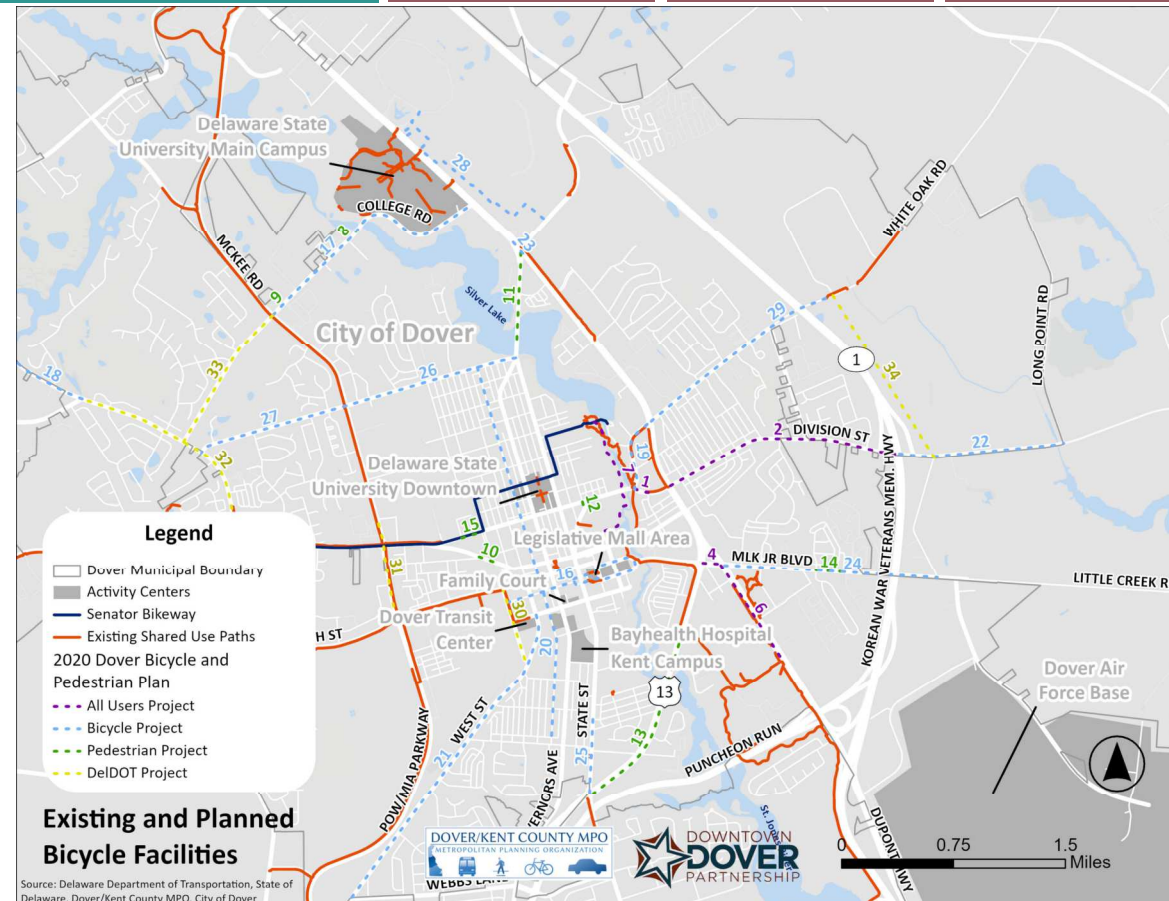 Delaware State
University Main Campus
28
COLLEGE RD
WHITE OAK RD
17
8
23
MCKEE RD
9
11
Silver Lake
29
LONG POINT RD
City of Dover
1
34
33
26
18
27
2
DIVISION ST
22
32
19
7
1
Delaware State
University Downtown
12
15
10
Legislative Mall Area
4
MLK JR BLVD
14
24
LITTLE CREEK R
31
Family Court
16
6
KOREAN WAR VETERANS MEM. HWY
Dover Transit
Center
30
20
Bayhealth Hospital
Kent Campus
H ST
Dover Air
Force Base
13
WEST ST
STATE ST
13
PUNCHEON RUN
POW/MIA PARKWAY
21
25
VERNORS AVE
St. Jones
DUPONT HWY
WEBBS LAN
Legend
Dover Municipal Boundary
Activity Centers
Senator Bikeway
Existing Shared Use Paths
2020 Dover Bicycle and
Pedestrian Plan
All Users Project
Bicycle Project
Pedestrian Project
DelDOT Project
Existing and Planned
Bicycle Facilities
Source: Delaware Department of Transportation, State of
Delaware, Dover/Kent County MPO, City of Dover
DOVER/KENT COUNTY MPO
METROPOLITAN PLANNING ORGANIZATION
DOWNTOWN
DOVER
PARTNERSHIP
0 0.75 1.5
Miles